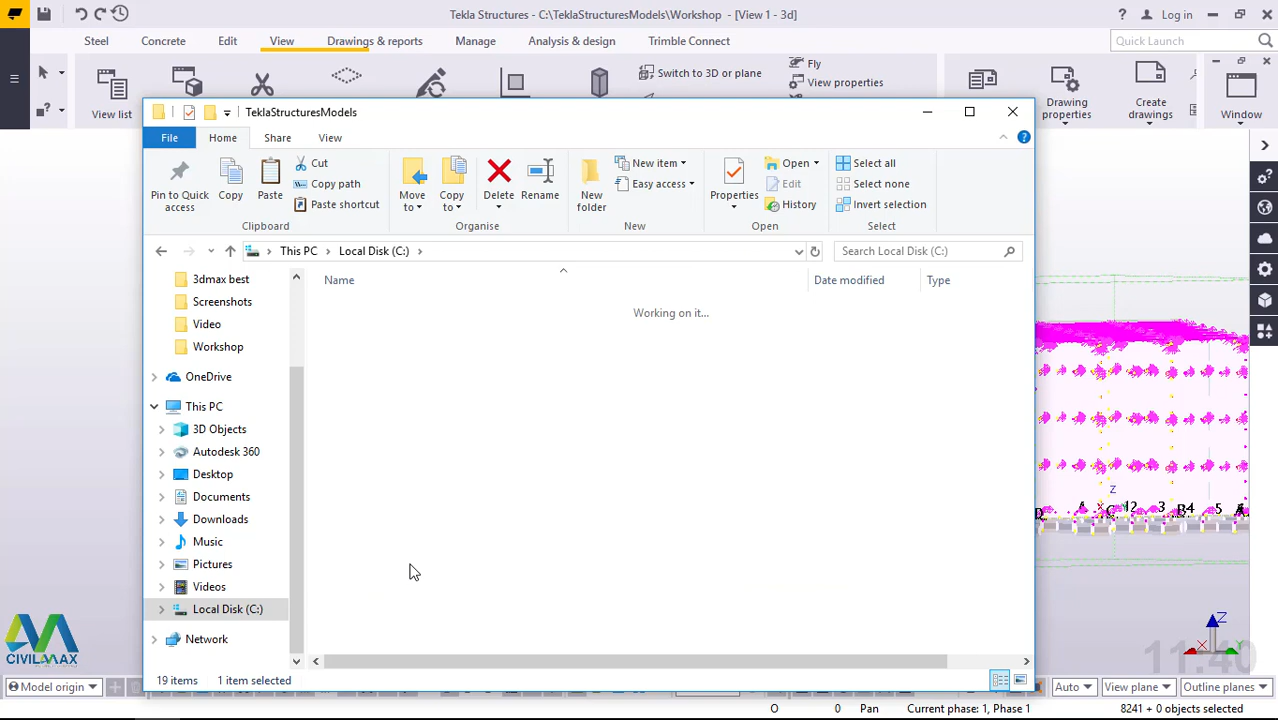 Tekla Structures - C:\TeklaStructuresModels\Workshop - [View 1 - 3d]
? Log in
Steel Concrete Edit View Drawings & reports Manage Analysis & design Trimble Connect
Quick Launch
View list
Switch to 3D or plane
Fly
View properties
Drawing properties
Create drawings
Window
TeklaStructuresModels
File Home Share View
Pin to Quick access
Copy
Paste
Cut
Copy path
Paste shortcut
Clipboard
Move to
Copy to
Delete
Rename
Organise
New folder
New item
Easy access
New
Properties
Open
Edit
History
Open
Select all
Select none
Invert selection
Select
This PC > Local Disk (C:) >
Search Local Disk (C:)
Name Date modified Type
Working on it...
3dmax best
Screenshots
Video
Workshop
OneDrive
This PC
3D Objects
Autodesk 360
Desktop
Documents
Downloads
Music
Pictures
Videos
Local Disk (C:)
Network
19 items 1 item selected
Z
12 3 B4 5
Z
X
CIVILMAX
11:40
Model origin
Auto
View plane
Outline planes
O 0 Pan Current phase: 1, Phase 1 8241 + 0 objects selected